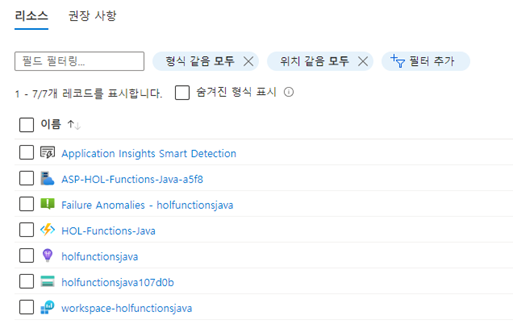 리소스 권장 사항
필드 필터링... 형식 같음 모두 위치 같음 모두 필터 추가
1 - 7/7개 레코드를 표시합니다. 숨겨진 형식 표시
이름
Application Insights Smart Detection
ASP-HOL-Functions-Java-a5f8
Failure Anomalies - holfunctionsjava
HOL-Functions-Java
holfunctionsjava
holfunctionsjava107d0b
workspace-holfunctionsjava